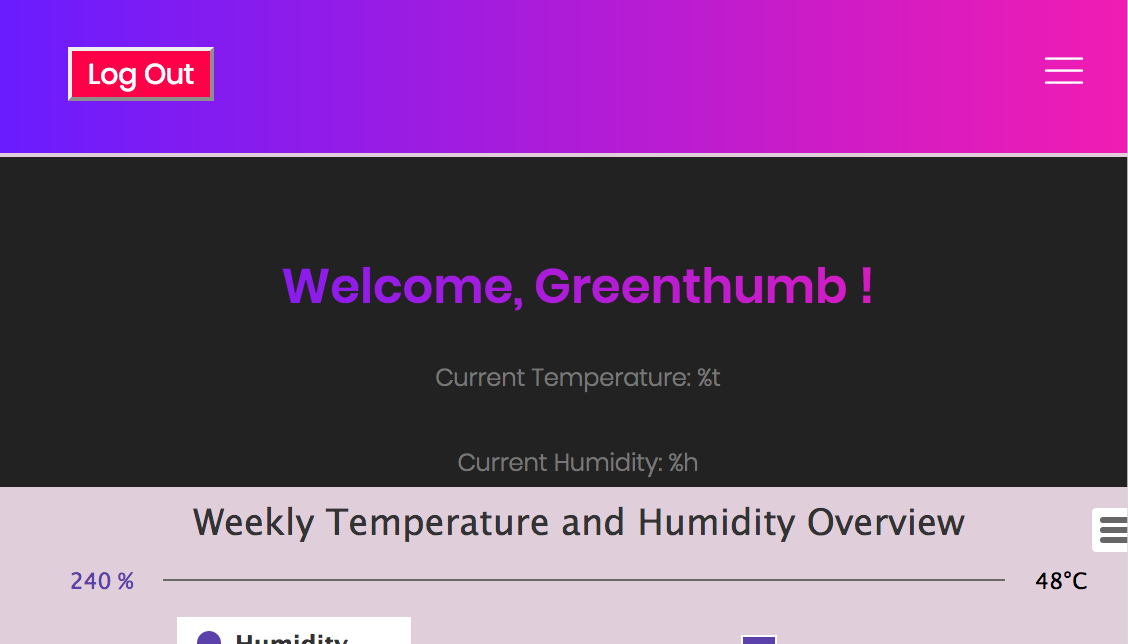 Log Out
Welcome, Greenthumb !
Current Temperature: %t
Current Humidity: %h
Weekly Temperature and Humidity Overview
240 %
48°C
Humidity